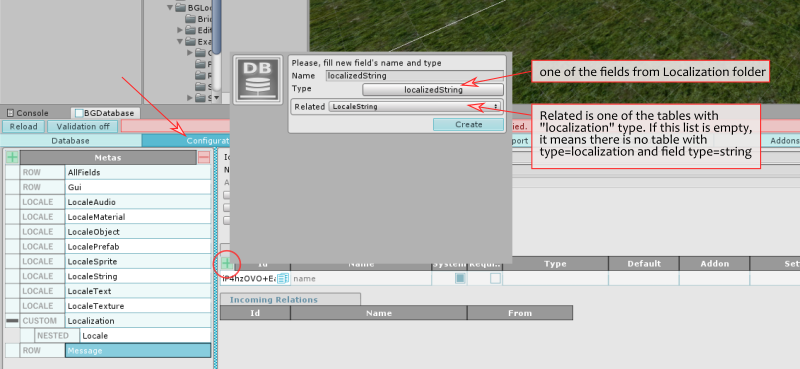 BGLo
Brid
Edit
Exa
DB
Please, fill new field's name and type
Name localizedString
Type localizedString
Related LocaleString
Create
one of the fields from Localization folder
Related is one of the tables with
"localization" type. If this list is empty,
it means there is no table with
type=localization and field type=string
Console BGDatabase
Reload Validation off
ied.
Database Configurat port Addons
Metas
ROW AllFields
ROW Gui
LOCALE LocaleAudio
LOCALE LocaleMaterial
LOCALE LocaleObject
LOCALE LocalePrefab
LOCALE LocaleSprite
LOCALE LocaleString
LOCALE LocaleText
LOCALE LocaleTexture
CUSTOM Localization
NESTED Locale
ROW Message
Id Name System Requi... Type Default Addon Set
name
Incoming Relations
Id Name From